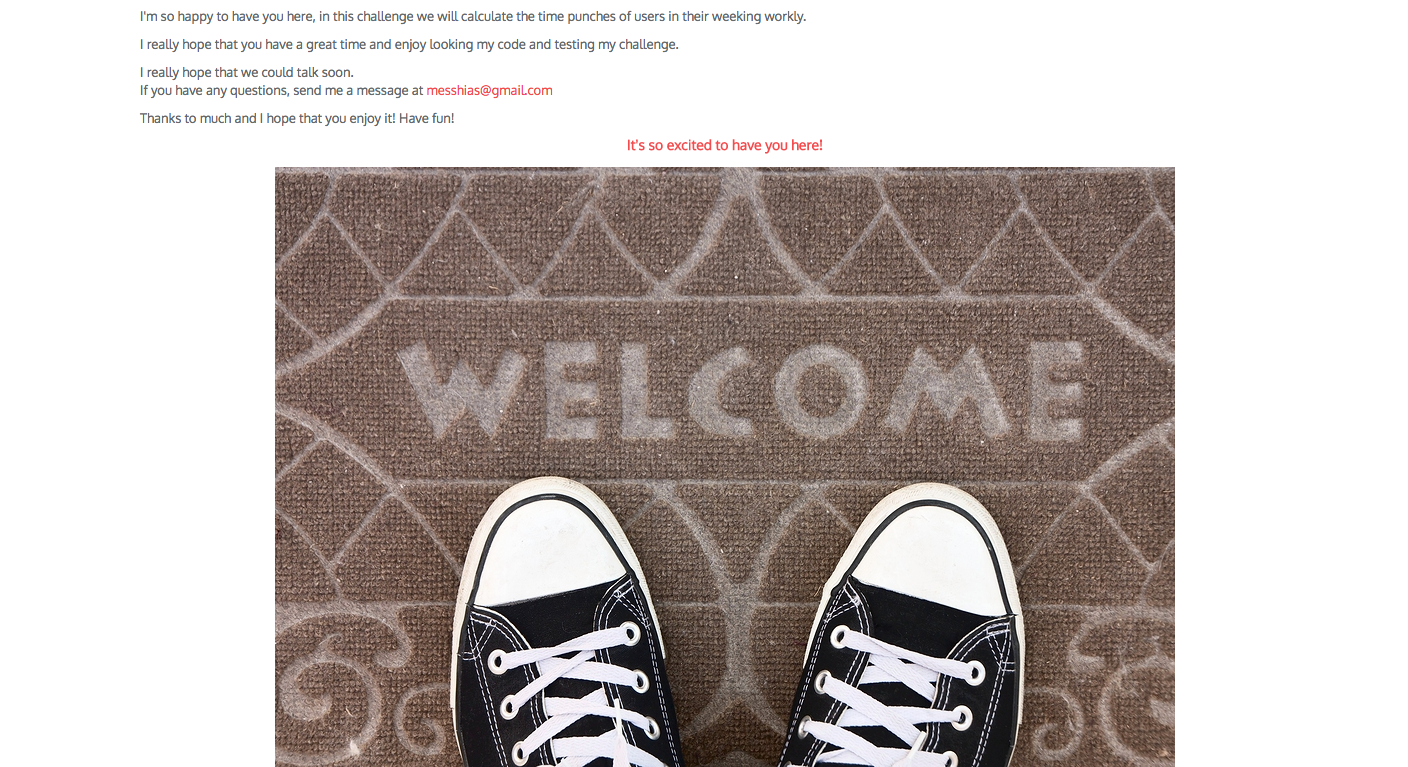 I'm so happy to have you here, in this challenge we will calculate the time punches of users in their weeking workly.
I really hope that you have a great time and enjoy looking my code and testing my challenge.
I really hope that we could talk soon.
If you have any questions, send me a message at messhias@gmail.com
Thanks to much and I hope that you enjoy it! Have fun!
It's so excited to have you here!
WELCOME